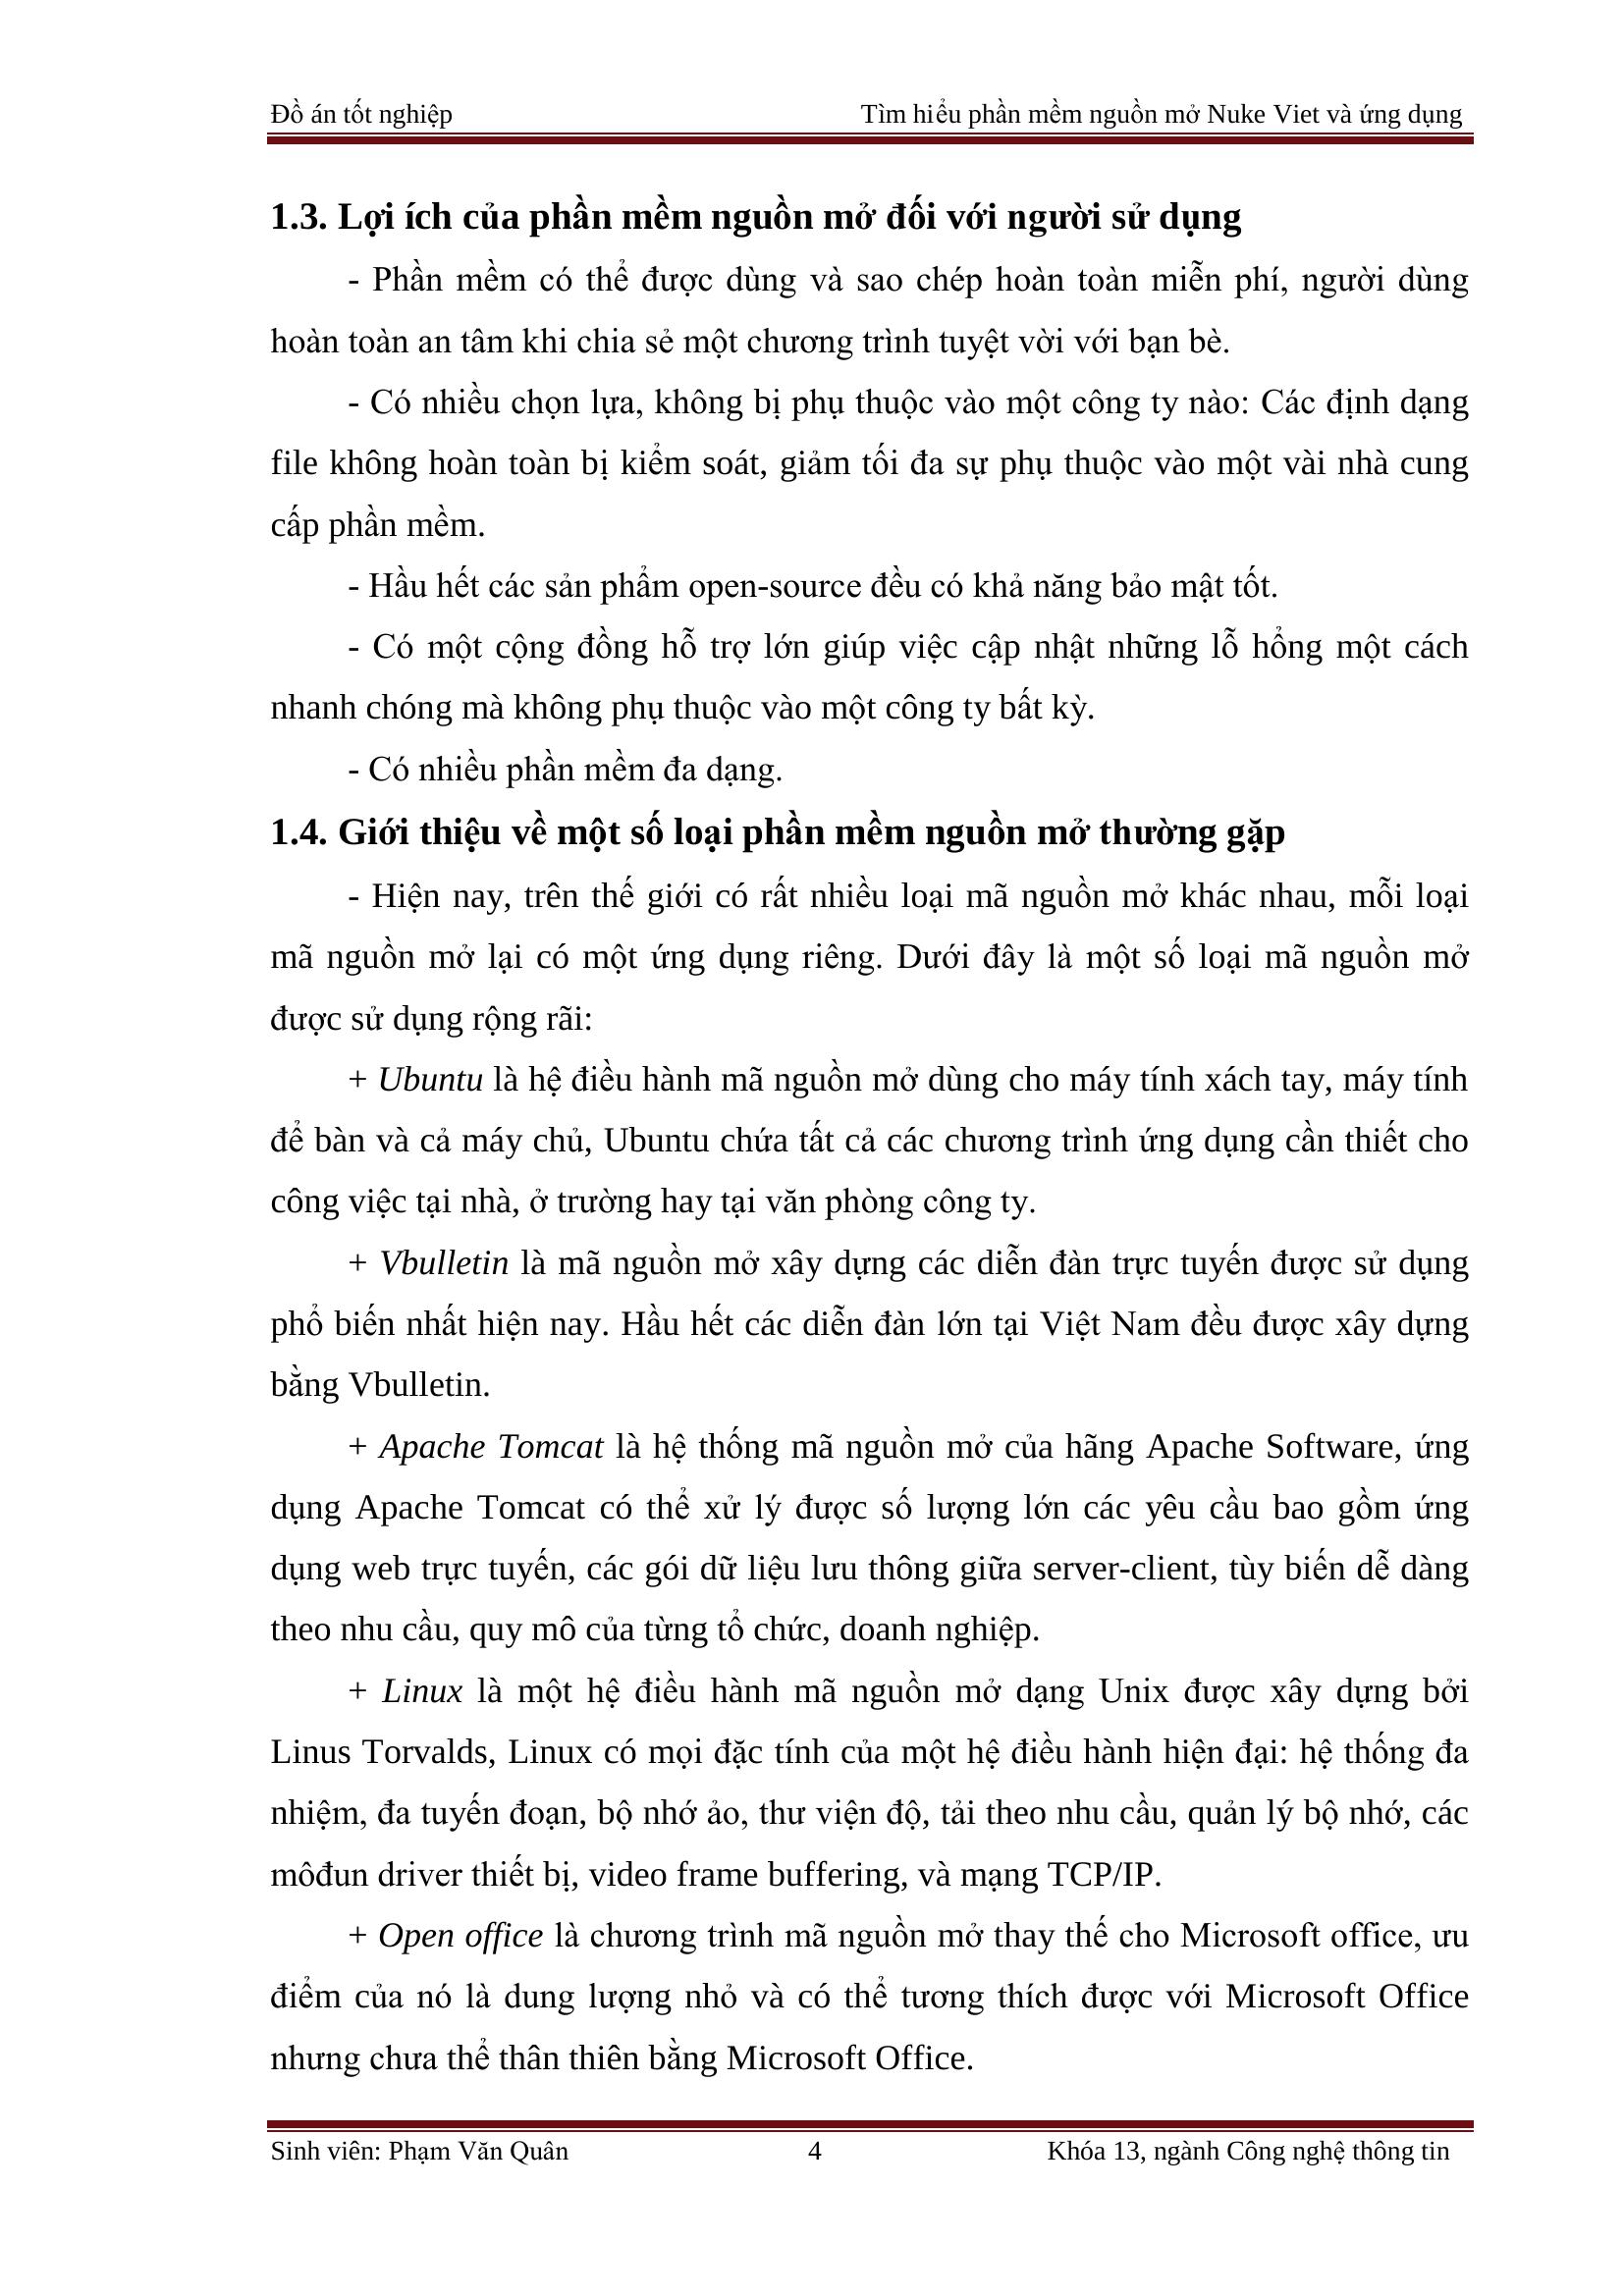 Đồ án tốt nghiệp Tìm hiểu phần mềm nguồn mở Nuke Viet và ứng dụng
1.3. Lợi ích của phần mềm nguồn mở đối với người sử dụng
- Phần mềm có thể được dùng và sao chép hoàn toàn miễn phí, người dùng
hoàn toàn an tâm khi chia sẻ một chương trình tuyệt vời với bạn bè.
- Có nhiều chọn lựa, không bị phụ thuộc vào một công ty nào: Các định dạng
file không hoàn toàn bị kiểm soát, giảm tối đa sự phụ thuộc vào một vài nhà cung
cấp phần mềm.
- Hầu hết các sản phẩm open-source đều có khả năng bảo mật tốt.
- Có một cộng đồng hỗ trợ lớn giúp việc cập nhật những lỗ hổng một cách
nhanh chóng mà không phụ thuộc vào một công ty bất kỳ.
- Có nhiều phần mềm đa dạng.
1.4. Giới thiệu về một số loại phần mềm nguồn mở thường gặp
- Hiện nay, trên thế giới có rất nhiều loại mã nguồn mở khác nhau, mỗi loại
mã nguồn mở lại có một ứng dụng riêng. Dưới đây là một số loại mã nguồn mở
được sử dụng rộng rãi:
+ Ubuntu là hệ điều hành mã nguồn mở dùng cho máy tính xách tay, máy tính
để bàn và cả máy chủ, Ubuntu chứa tất cả các chương trình ứng dụng cần thiết cho
công việc tại nhà, ở trường hay tại văn phòng công ty.
+ Vbulletin là mã nguồn mở xây dựng các diễn đàn trực tuyến được sử dụng
phổ biến nhất hiện nay. Hầu hết các diễn đàn lớn tại Việt Nam đều được xây dựng
bằng Vbulletin.
+ Apache Tomcat là hệ thống mã nguồn mở của hãng Apache Software, ứng
dụng Apache Tomcat có thể xử lý được số lượng lớn các yêu cầu bao gồm ứng
dụng web trực tuyến, các gói dữ liệu lưu thông giữa server-client, tùy biến dễ dàng
theo nhu cầu, quy mô của từng tổ chức, doanh nghiệp.
+ Linux là một hệ điều hành mã nguồn mở dạng Unix được xây dựng bởi
Linus Torvalds, Linux có mọi đặc tính của một hệ điều hành hiện đại: hệ thống đa
nhiệm, đa tuyến đoạn, bộ nhớ ảo, thư viện độ, tải theo nhu cầu, quản lý bộ nhớ, các
môđun driver thiết bị, video frame buffering, và mạng TCP/IP.
+ Open office là chương trình mã nguồn mở thay thế cho Microsoft office, ưu
điểm của nó là dung lượng nhỏ và có thể tương thích được với Microsoft Office
nhưng chưa thể thân thiên bằng Microsoft Office.
Sinh viên: Phạm Văn Quân 4 Khóa 13, ngành Công nghệ thông tin